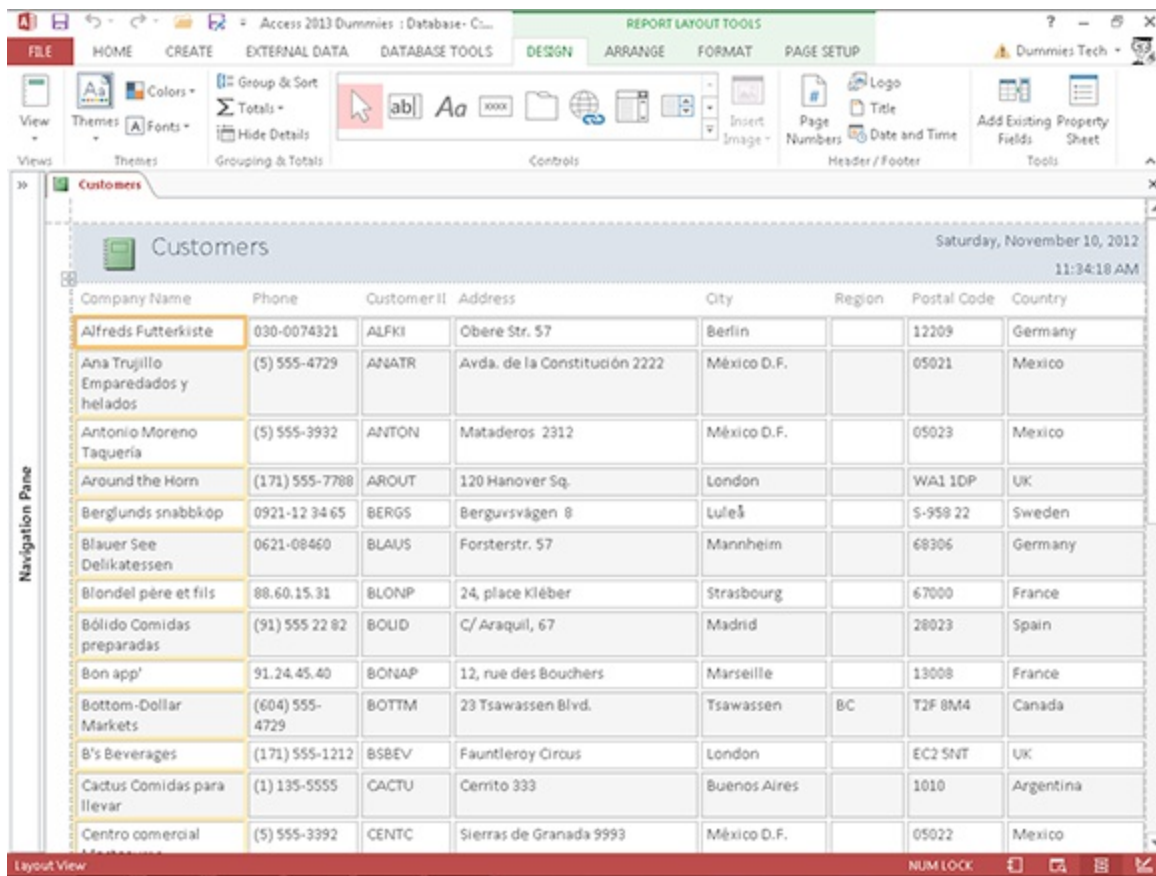 Access 2013 Dummies : Database- C:... REPORT LAYOUT TOOLS ?
FILE HOME CREATE EXTERNAL DATA DATABASE TOOLS DESIGN ARRANGE FORMAT PAGE SETUP Dummies Tech
View Themes Colors Fonts Group & Sort Totals Hide Details ab| Aa XXXX Insert Image Page Numbers # Logo Title Date and Time Add Existing Fields Property Sheet
Views Themes Grouping & Totals Controls Header / Footer Tools
Customers
Navigation Pane
Customers Saturday, November 10, 2012
11:34:18 AM
Company Name Phone Customer II Address City Region Postal Code Country
Alfreds Futterkiste 030-0074321 ALFKI Obere Str. 57 Berlin 12209 Germany
Ana Trujillo (5) 555-4729 ANATR Avda. de la Constitución 2222 México D.F. 05021 Mexico
Emparedados y
helados
Antonio Moreno (5) 555-3932 ANTON Mataderos 2312 México D.F. 05023 Mexico
Taquería
Around the Horn (171) 555-7788 AROUT 120 Hanover Sq. London WA1 1DP UK
Berglunds snabbköp 0921-12 34 65 BERGS Berguvsvägen 8 Luleå S-958 22 Sweden
Blauer See 0621-08460 BLAUS Forsterstr. 57 Mannheim 68306 Germany
Delikatessen
Blondel père et fils 88.60.15.31 BLONP 24, place Kléber Strasbourg 67000 France
Bólido Comidas (91) 555 22 82 BOLID C/ Araquil, 67 Madrid 28023 Spain
preparadas
Bon app' 91.24.45.40 BONAP 12, rue des Bouchers Marseille 13008 France
Bottom-Dollar (604) 555- BOTTM 23 Tsawassen Blvd. Tsawassen BC T2F 8M4 Canada
Markets 4729
B's Beverages (171) 555-1212 BSBEV Fauntleroy Circus London EC2 5NT UK
Cactus Comidas para (1) 135-5555 CACTU Cerrito 333 Buenos Aires 1010 Argentina
llevar
Centro comercial (5) 555-3392 CENTC Sierras de Granada 9993 México D.F. 05022 Mexico
Layout View NUM LOCK